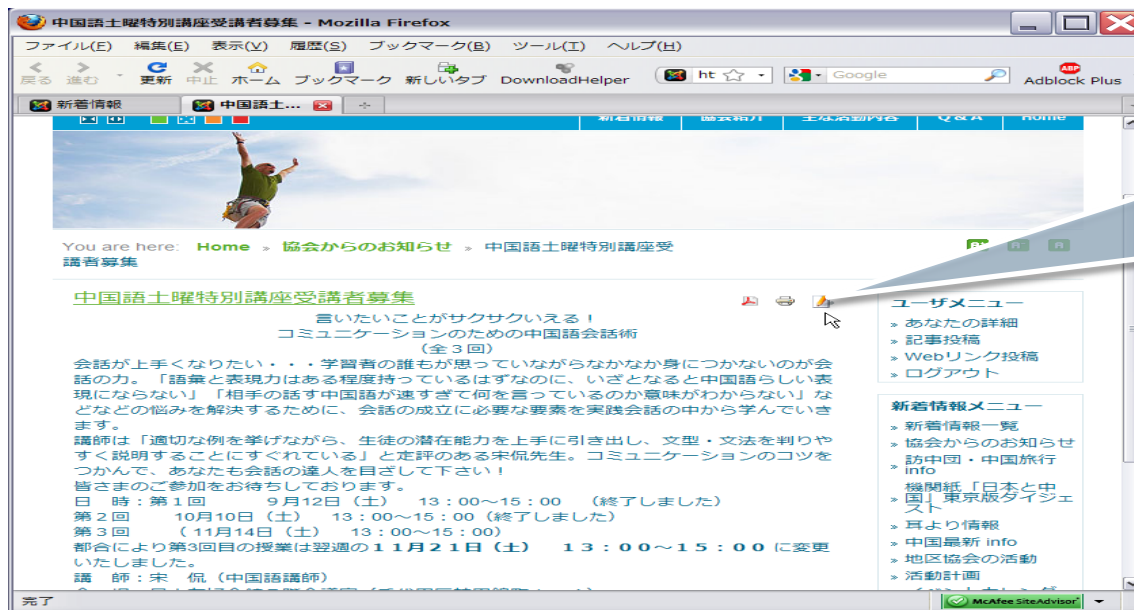 中国語土曜特別講座受講者募集 - Mozilla Firefox
ファイル(F) 編集(E) 表示(V) 履歴(S) ブックマーク(B) ツール(T) ヘルプ(H)
戻る 進む 更新 中止 ホーム ブックマーク 新しいタブ DownloadHelper ht Google ABP Adblock Plus
新着情報 中国語土...
新着情報 協会紹介 主な活動内容 Q & A Home
You are here: Home » 協会からのお知らせ » 中国語土曜特別講座受
講者募集
中国語土曜特別講座受講者募集
言いたいことがサクサクいえる！
コミュニケーションのための中国語会話術
(全３回)
会話が上手くなりたい・・・学習者の誰もが思っていながらなかなか身につかないのが会
話の力。「語彙と表現力はある程度持っているはずなのに、いざとなると中国語らしい表
現にならない」「相手の話す中国語が速すぎて何を言っているのか意味がわからない」な
どなどの悩みを解決するために、会話の成立に必要な要素を実践会話の中から学んでいき
ます。
講師は「適切な例を挙げながら、生徒の潜在能力を上手に引き出し、文型・文法を判りや
すく説明することにすぐれている」と定評のある宋侃先生。コミュニケーションのコツを
つかんで、あなたも会話の達人を目ざして下さい！
皆さまのご参加をお待ちしております。
日 時：第１回 9月12日（土） 13：00～15：00 （終了しました）
第２回 10月10日（土） 13：00～15：00（終了しました）
第３回 （11月14日（土） 13：00～15：00）
都合により第3回目の授業は翌週の１１月２１日（土） １３：００～１５：００ に変更
いたしました。
講 師：宋 侃（中国語講師）
ユーザメニュー
» あなたの詳細
» 記事投稿
» Webリンク投稿
» ログアウト
新着情報メニュー
» 新着情報一覧
» 協会からのお知らせ
» 訪中団・中国旅行
info
機関紙「日本と中
» 国」東京版ダイジェ
スト
» 耳より情報
» 中国最新 info
» 地区協会の活動
» 活動計画
完了
McAfee SiteAdvisor